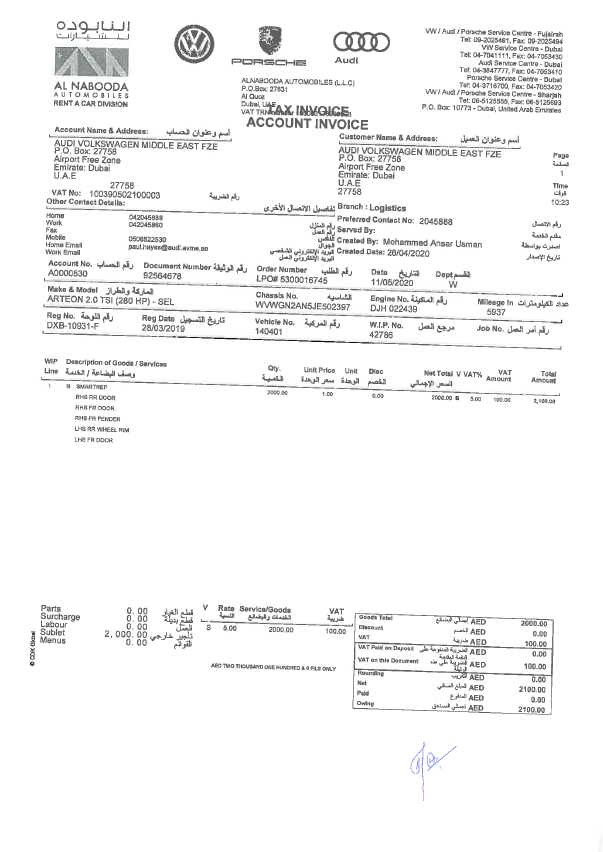 النابوده
للسيارات
AL NABOODA
AUTOMOBILES
RENT A CAR DIVISION
PORSCHE
Audi
VW / Audi / Porsche Service Centre - Fujairah
Tel: 09-2025461, Fax: 09-2025494
VW Service Centre - Dubai
Tel: 04-7041111, Fax: 04-7053430
Audi Service Centre - Dubai
Tel: 04-3847777, Fax: 04-7053410
Porsche Service Centre - Dubai
Tel: 04-3716700, Fax: 04-7053420
VW / Audi / Porsche Service Centre - Sharjah
Tel: 06-5125555, Fax: 06-5125693
P.O. Box: 10773 - Dubai, United Arab Emirates
ALNABOODA AUTOMOBILES (L.L.C)
P.O.Box: 27831
Al Quoz
Dubai, UAE
VAT TRN
TAX INVOICE
ACCOUNT INVOICE
Account Name & Address: أسم وعنوان الحساب
AUDI VOLKSWAGEN MIDDLE EAST FZE
P.O. Box: 27758
Airport Free Zone
Emirate: Dubai
U.A.E
27758
VAT No: 100390502100003 رقم الضريبة
Customer Name & Address: أسم وعنوان العميل
AUDI VOLKSWAGEN MIDDLE EAST FZE
P.O. Box: 27758
Airport Free Zone
Emirate: Dubai
U.A.E
27758
Page
الصفحة
1
Time
الوقت
10:23
Other Contact Details: تفاصيل الاتصال الأخرى
Home 042045888 رقم المنزل
Work 042045860 رقم العمل
Fax الفاكس
Mobile 0506522530 الجوال
Home Email paul.hayes@audi.avme.ae البريد الإلكتروني الشخصي
Work Email البريد الإلكتروني العمل
Branch : Logistics
Preferred Contact No: 2045888 رقم الاتصال
Served By: مقدم الخدمة
Created By: Mohammed Ansar Usman اصدرت بواسطة
Created Date: 26/04/2020 تاريخ الإصدار
Account No. رقم الحساب Document Number رقم الوثيقة Order Number رقم الطلب Date التاريخ Dept القسم
A0000530 92564676 LPO# 5300016745 11/05/2020 W
Make & Model الماركة والطراز Chassis No. الشاسيه Engine No. رقم الماكينة Mileage In عداد الكيلومترات
ARTEON 2.0 TSI (280 HP) - SEL WVWGN2AN5JE502397 DJH 022439 5937
Reg No. رقم اللوحة Reg Date تاريخ التسجيل Vehicle No. رقم المركبة W.I.P. No. مرجع العمل Job No. رقم أمر العمل
DXB-10931-F 28/03/2019 140401 42786
WIP Description of Goods / Services Qty. Unit Price Unit Disc Net Total V VAT% VAT Total
Line وصف البضاعة / الخدمة الكمية سعر الوحدة الوحدة الخصم السعر الإجمالي Amount Amount
1 S SMARTREP 2000.00 1.00 0.00 2000.00 S 5.00 100.00 2,100.00
RHS RR DOOR
RHS FR DOOR
RHS FR FENDER
LHS RR WHEEL RIM
LHS FR DOOR
Parts 0.00 قطع الغيار
Surcharge 0.00 قطع بديلة
Labour 0.00 العمل
Sublet 2,000.00 تأجير خارجي
Menus 0.00 القوائم
V Rate Service/Goods VAT
النسبة الخدمات والبضائع ضريبة
S 5.00 2000.00 100.00
AED TWO THOUSAND ONE HUNDRED & 0 FILS ONLY
Goods Total إجمالي البضائع AED 2000.00
Discount الخصم AED 0.00
VAT ضريبة AED 100.00
VAT Paid on Deposit الضريبة المدفوعة على الدفعة المقدمة AED 0.00
VAT on this Document الضريبة على هذه الوثيقة AED 100.00
Rounding التقريب AED 0.00
Net المبلغ الصافي AED 2100.00
Paid المدفوع AED 0.00
Owing إجمالي المستحق AED 2100.00
© CDK Global